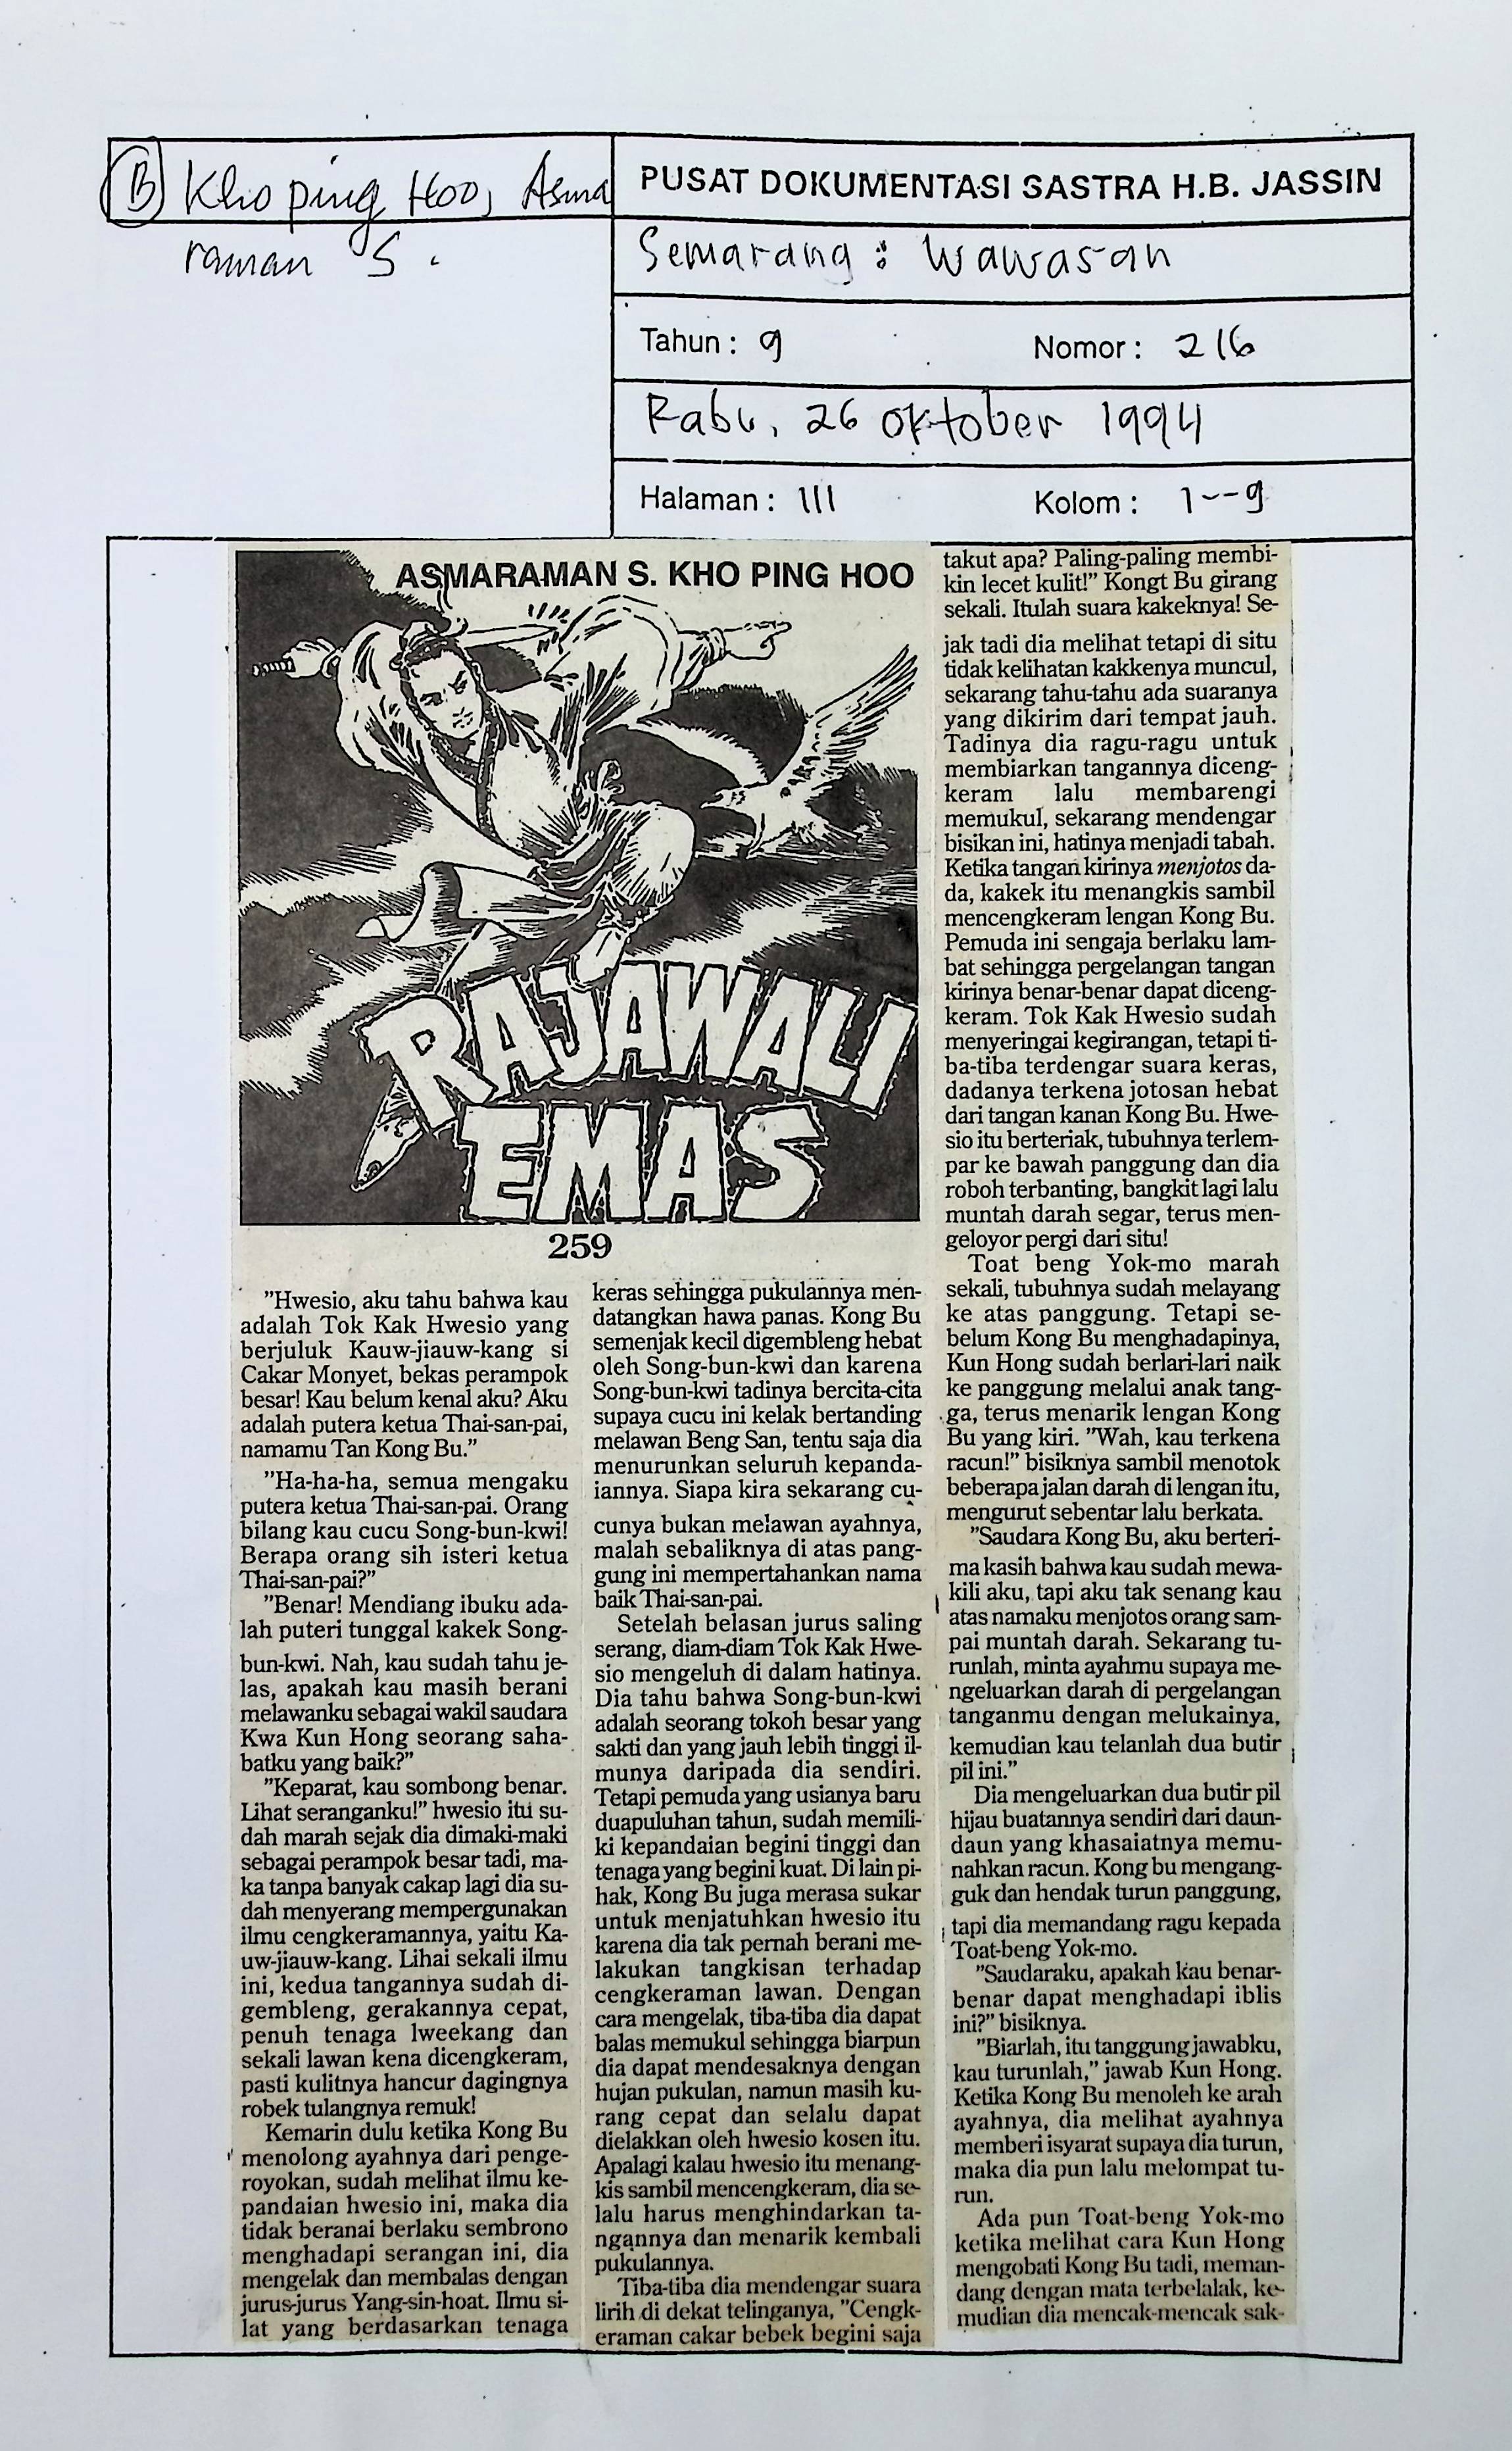 B Kho ping Hoo, Asma
raman S.
PUSAT DOKUMENTASI SASTRA H.B. JASSIN
Semarang : Wawasan
Tahun : 9 Nomor : 216
Rabu, 26 Oktober 1994
Halaman : III Kolom : 1--9
ASMARAMAN S. KHO PING HOO
RAJAWALI
EMAS
259
"Hwesio, aku tahu bahwa kau
adalah Tok Kak Hwesio yang
berjuluk Kauw-jiauw-kang si
Cakar Monyet, bekas perampok
besar! Kau belum kenal aku? Aku
adalah putera ketua Thai-san-pai,
namamu Tan Kong Bu."
"Ha-ha-ha, semua mengaku
putera ketua Thai-san-pai. Orang
bilang kau cucu Song-bun-kwi!
Berapa orang sih isteri ketua
Thai-san-pai?"
"Benar! Mendiang ibuku ada-
lah puteri tunggal kakek Song-
bun-kwi. Nah, kau sudah tahu je-
las, apakah kau masih berani
melawanku sebagai wakil saudara
Kwa Kun Hong seorang saha-
batku yang baik?"
"Keparat, kau sombong benar.
Lihat seranganku!" hwesio itu su-
dah marah sejak dia dimaki-maki
sebagai perampok besar tadi, ma-
ka tanpa banyak cakap lagi dia su-
dah menyerang mempergunakan
ilmu cengkeramannya, yaitu Ka-
uw-jiauw-kang. Lihai sekali ilmu
ini, kedua tangannya sudah di-
gembleng, gerakannya cepat,
penuh tenaga lweekang dan
sekali lawan kena dicengkeram,
pasti kulitnya hancur dagingnya
robek tulangnya remuk!
Kemarin dulu ketika Kong Bu
menolong ayahnya dari penge-
royokan, sudah melihat ilmu ke-
pandaian hwesio ini, maka dia
tidak beranai berlaku sembrono
menghadapi serangan ini, dia
mengelak dan membalas dengan
jurus-jurus Yang-sin-hoat. Ilmu si-
lat yang berdasarkan tenaga
keras sehingga pukulannya men-
datangkan hawa panas. Kong Bu
semenjak kecil digembleng hebat
oleh Song-bun-kwi dan karena
Song-bun-kwi tadinya bercita-cita
supaya cucu ini kelak bertanding
melawan Beng San, tentu saja dia
menurunkan seluruh kepanda-
iannya. Siapa kira sekarang cu-
cunya bukan melawan ayahnya,
malah sebaliknya di atas pang-
gung ini mempertahankan nama
baik Thai-san-pai.
Setelah belasan jurus saling
serang, diam-diam Tok Kak Hwe-
sio mengeluh di dalam hatinya.
Dia tahu bahwa Song-bun-kwi
adalah seorang tokoh besar yang
sakti dan yang jauh lebih tinggi il-
munya daripada dia sendiri.
Tetapi pemuda yang usianya baru
duapuluhan tahun, sudah memili-
ki kepandaian begini tinggi dan
tenaga yang begini kuat. Di lain pi-
hak, Kong Bu juga merasa sukar
untuk menjatuhkan hwesio itu
karena dia tak pernah berani me-
lakukan tangkisan terhadap
cengkeraman lawan. Dengan
cara mengelak, tiba-tiba dia dapat
balas memukul sehingga biarpun
dia dapat mendesaknya dengan
hujan pukulan, namun masih ku-
rang cepat dan selalu dapat
dielakkan oleh hwesio kosen itu.
Apalagi kalau hwesio itu menang-
kis sambil mencengkeram, dia se-
lalu harus menghindarkan ta-
ngannya dan menarik kembali
pukulannya.
Tiba-tiba dia mendengar suara
lirih di dekat telinganya, "Cengk-
eraman cakar bebek begini saja
takut apa? Paling-paling membi-
kin lecet kulit!" Kongt Bu girang
sekali. Itulah suara kakeknya! Se-
jak tadi dia melihat tetapi di situ
tidak kelihatan kakkenya muncul,
sekarang tahu-tahu ada suaranya
yang dikirim dari tempat jauh.
Tadinya dia ragu-ragu untuk
membiarkan tangannya diceng-
keram lalu membarengi
memukul, sekarang mendengar
bisikan ini, hatinya menjadi tabah.
Ketika tangan kirinya menjotos da-
da, kakek itu menangkis sambil
mencengkeram lengan Kong Bu.
Pemuda ini sengaja berlaku lam-
bat sehingga pergelangan tangan
kirinya benar-benar dapat diceng-
keram. Tok Kak Hwesio sudah
menyeringai kegirangan, tetapi ti-
ba-tiba terdengar suara keras,
dadanya terkena jotosan hebat
dari tangan kanan Kong Bu. Hwe-
sio itu berteriak, tubuhnya terlem-
par ke bawah panggung dan dia
roboh terbanting, bangkit lagi lalu
muntah darah segar, terus men-
geloyor pergi dari situ!
Toat beng Yok-mo marah
sekali, tubuhnya sudah melayang
ke atas panggung. Tetapi se-
belum Kong Bu menghadapinya,
Kun Hong sudah berlari-lari naik
ke panggung melalui anak tang-
ga, terus menarik lengan Kong
Bu yang kiri. "Wah, kau terkena
racun!" bisiknya sambil menotok
beberapa jalan darah di lengan itu,
mengurut sebentar lalu berkata.
"Saudara Kong Bu, aku berteri-
ma kasih bahwa kau sudah mewa-
kili aku, tapi aku tak senang kau
atas namaku menjotos orang sam-
pai muntah darah. Sekarang tu-
runlah, minta ayahmu supaya me-
ngeluarkan darah di pergelangan
tanganmu dengan melukainya,
kemudian kau telanlah dua butir
pil ini."
Dia mengeluarkan dua butir pil
hijau buatannya sendiri dari daun-
daun yang khasaiatnya memu-
nahkan racun. Kong bu mengang-
guk dan hendak turun panggung,
tapi dia memandang ragu kepada
Toat-beng Yok-mo.
"Saudaraku, apakah kau benar-
benar dapat menghadapi iblis
ini?" bisiknya.
"Biarlah, itu tanggung jawabku,
kau turunlah," jawab Kun Hong.
Ketika Kong Bu menoleh ke arah
ayahnya, dia melihat ayahnya
memberi isyarat supaya dia turun,
maka dia pun lalu melompat tu-
run.
Ada pun Toat-beng Yok-mo
ketika melihat cara Kun Hong
mengobati Kong Bu tadi, meman-
dang dengan mata terbelalak, ke-
mudian dia mencak-mencak sak-